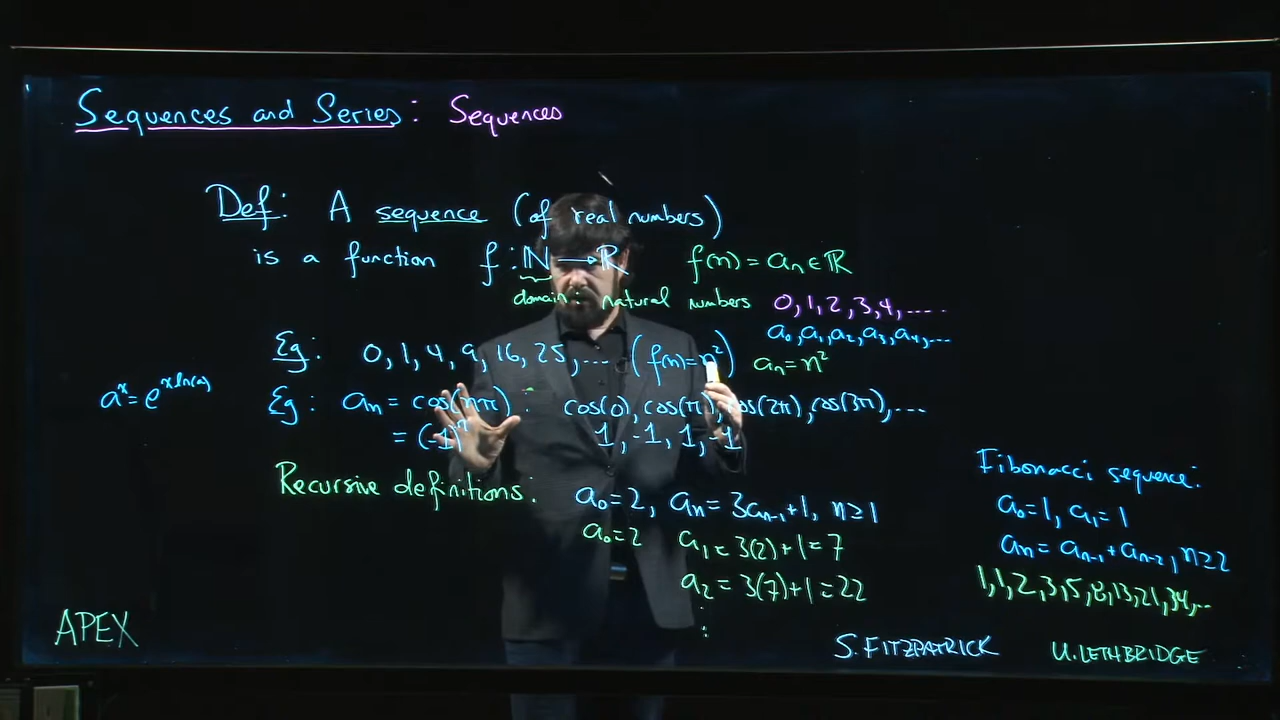 Sequences and Series: Sequences
Def: A sequence (of real numbers)
is a function f: ℕ → ℝ f(n) = aₙ ∈ ℝ
domain: natural numbers 0, 1, 2, 3, 4, ....
a₀, a₁, a₂, a₃, a₄, ...
Eg: 0, 1, 4, 9, 16, 25, ... (f(n) = n²) aₙ = n²
aˣ = e^(x ln(a))
Eg: aₙ = cos(nπ) : cos(0), cos(π), cos(2π), cos(3π), ...
= (-1)ⁿ 1, -1, 1, -1
Recursive definitions: a₀ = 2, aₙ = 3aₙ₋₁ + 1, n ≥ 1
a₀ = 2 a₁ = 3(2) + 1 = 7
a₂ = 3(7) + 1 = 22
⋮
Fibonacci sequence:
a₀ = 1, a₁ = 1
aₙ = aₙ₋₁ + aₙ₋₂, n ≥ 2
1, 1, 2, 3, 5, 8, 13, 21, 34, ...
APEX
S. FITZPATRICK
U. LETHBRIDGE